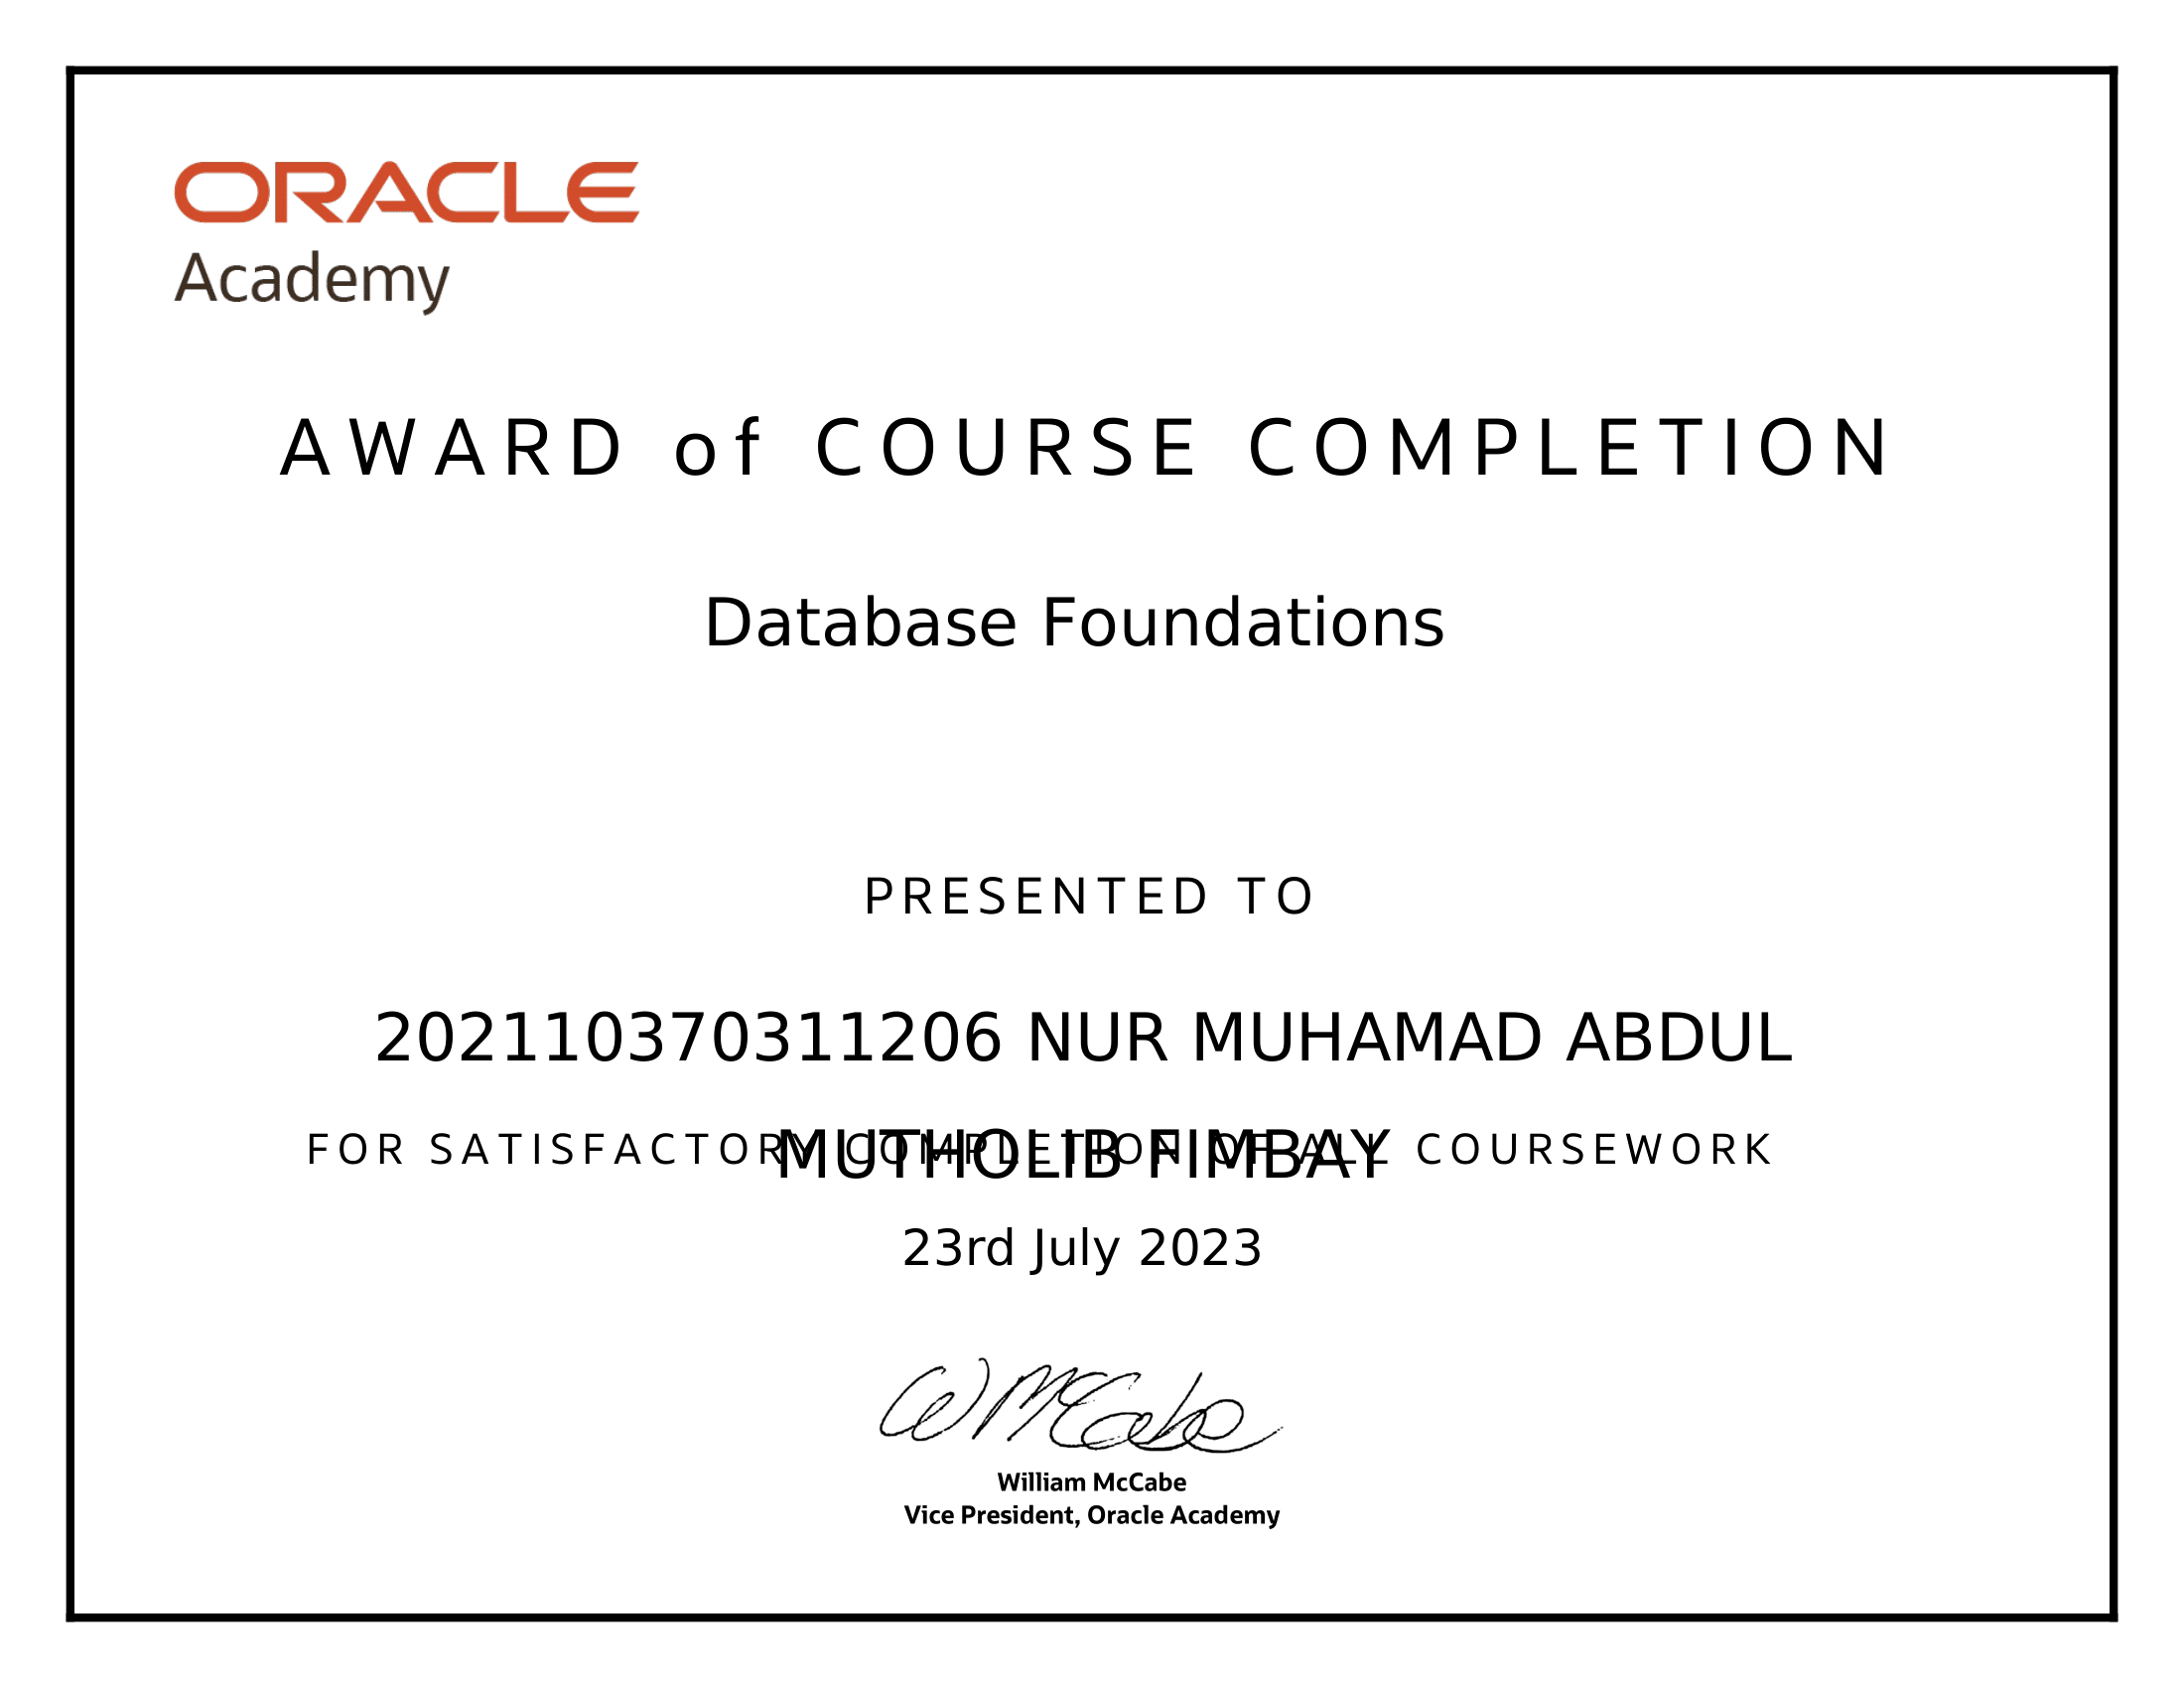 ORACLE
Academy
AWARD of COURSE COMPLETION
Database Foundations
PRESENTED TO
202110370311206 NUR MUHAMAD ABDUL
MUTHOLIB FIMBAY
FOR SATISFACTORY COMPLETION OF ALL COURSEWORK
23rd July 2023
W McCabe
William McCabe
Vice President, Oracle Academy